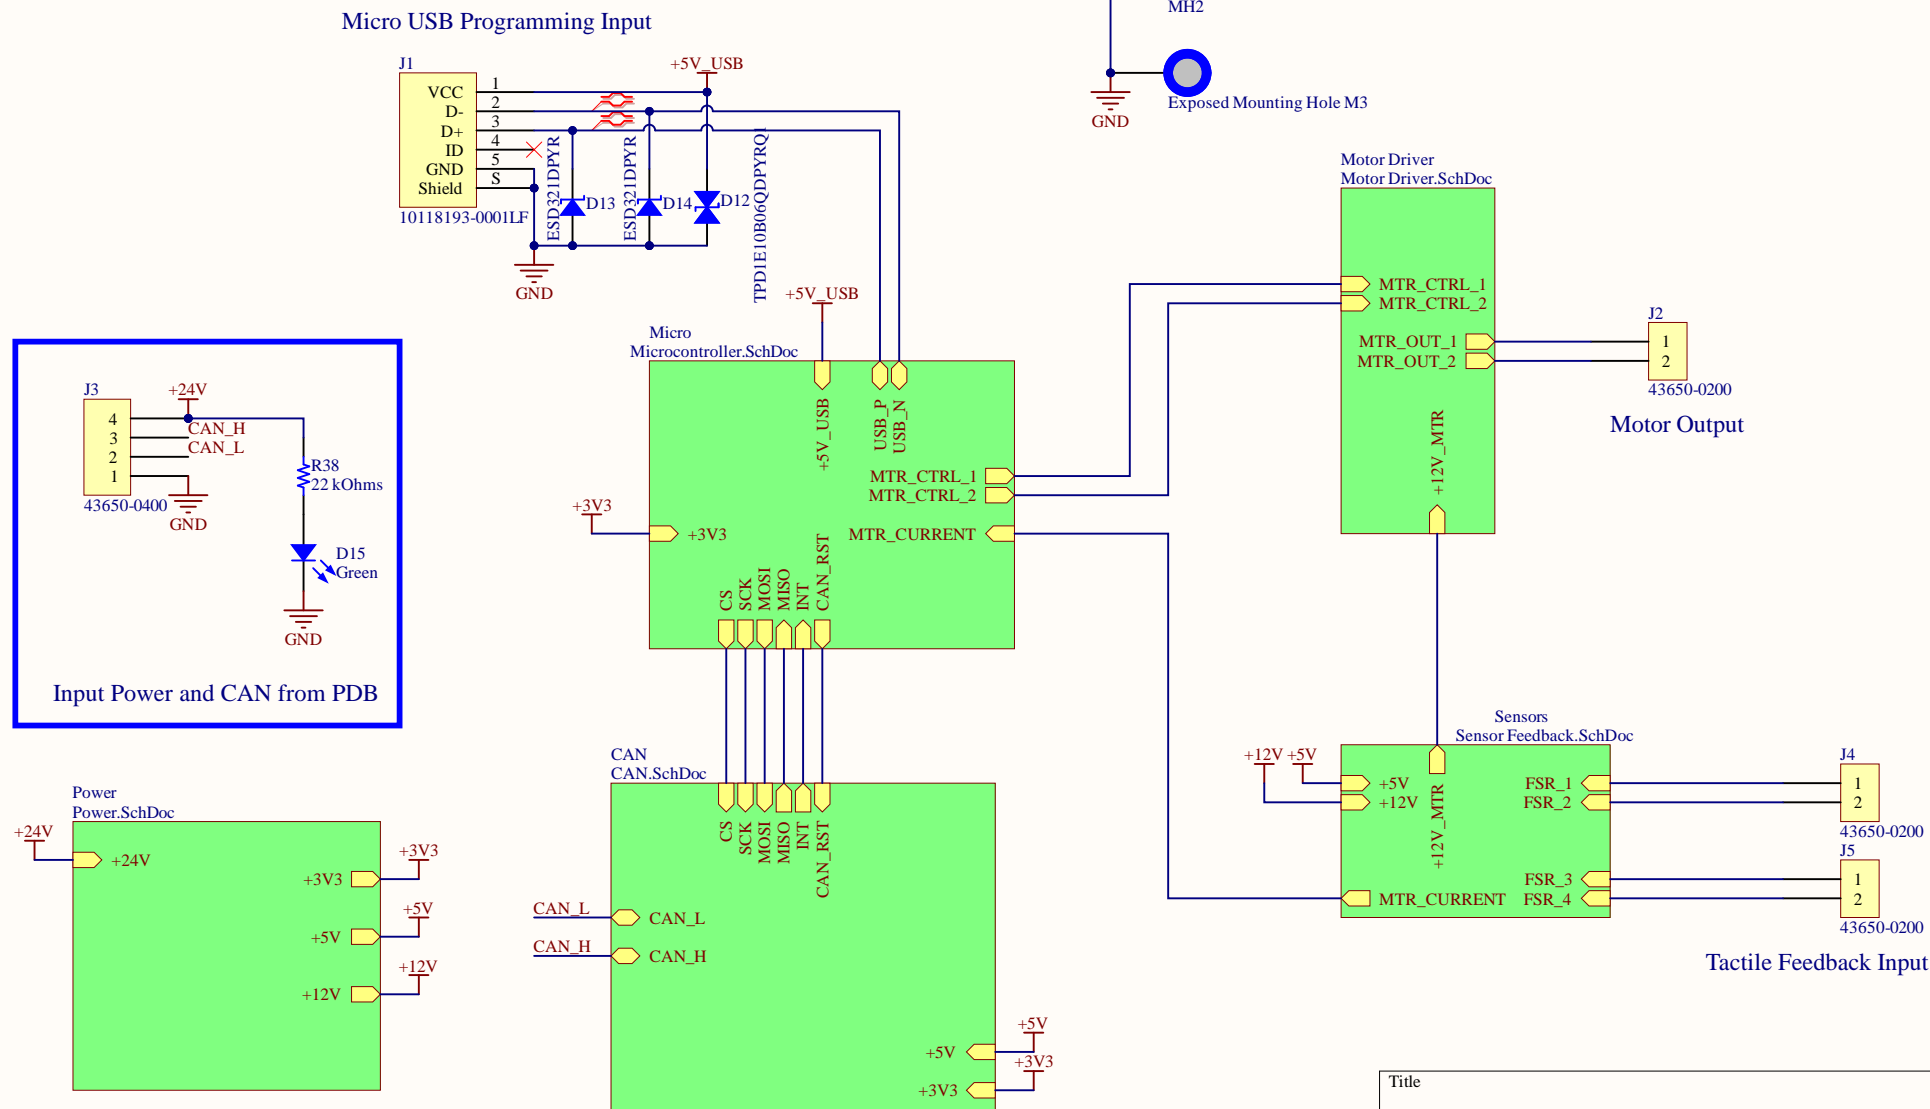 Micro USB Programming Input
J1
VCC 1
D- 2
D+ 3
ID 4
GND 5
Shield S
10118193-0001LF
+5V_USB
ESD321DPYR
D13
ESD321DPYR
D14
D12
TPD1E10B06QDPYRQ1
GND
MH2
Exposed Mounting Hole M3
GND
Motor Driver
Motor Driver.SchDoc
MTR_CTRL_1
MTR_CTRL_2
MTR_OUT_1
MTR_OUT_2
+12V_MTR
J2
1
2
43650-0200
Motor Output
+5V_USB
Micro
Microcontroller.SchDoc
+5V_USB
USB_P
USB_N
MTR_CTRL_1
MTR_CTRL_2
MTR_CURRENT
+3V3
+3V3
CS
SCK
MOSI
MISO
INT
CAN_RST
J3
+24V
4
3
2
1
CAN_H
CAN_L
43650-0400
GND
R38
22 kOhms
D15
Green
GND
Input Power and CAN from PDB
Power
Power.SchDoc
+24V
+24V
+3V3
+3V3
+5V
+5V
+12V
+12V
CAN
CAN.SchDoc
CS
SCK
MOSI
MISO
INT
CAN_RST
CAN_L
CAN_L
CAN_H
CAN_H
+5V
+5V
+3V3
+3V3
Sensors
Sensor Feedback.SchDoc
+12V +5V
+5V
+12V
+12V_MTR
MTR_CURRENT
FSR_1
FSR_2
FSR_3
FSR_4
J4
1
2
43650-0200
J5
1
2
43650-0200
Tactile Feedback Input
Title